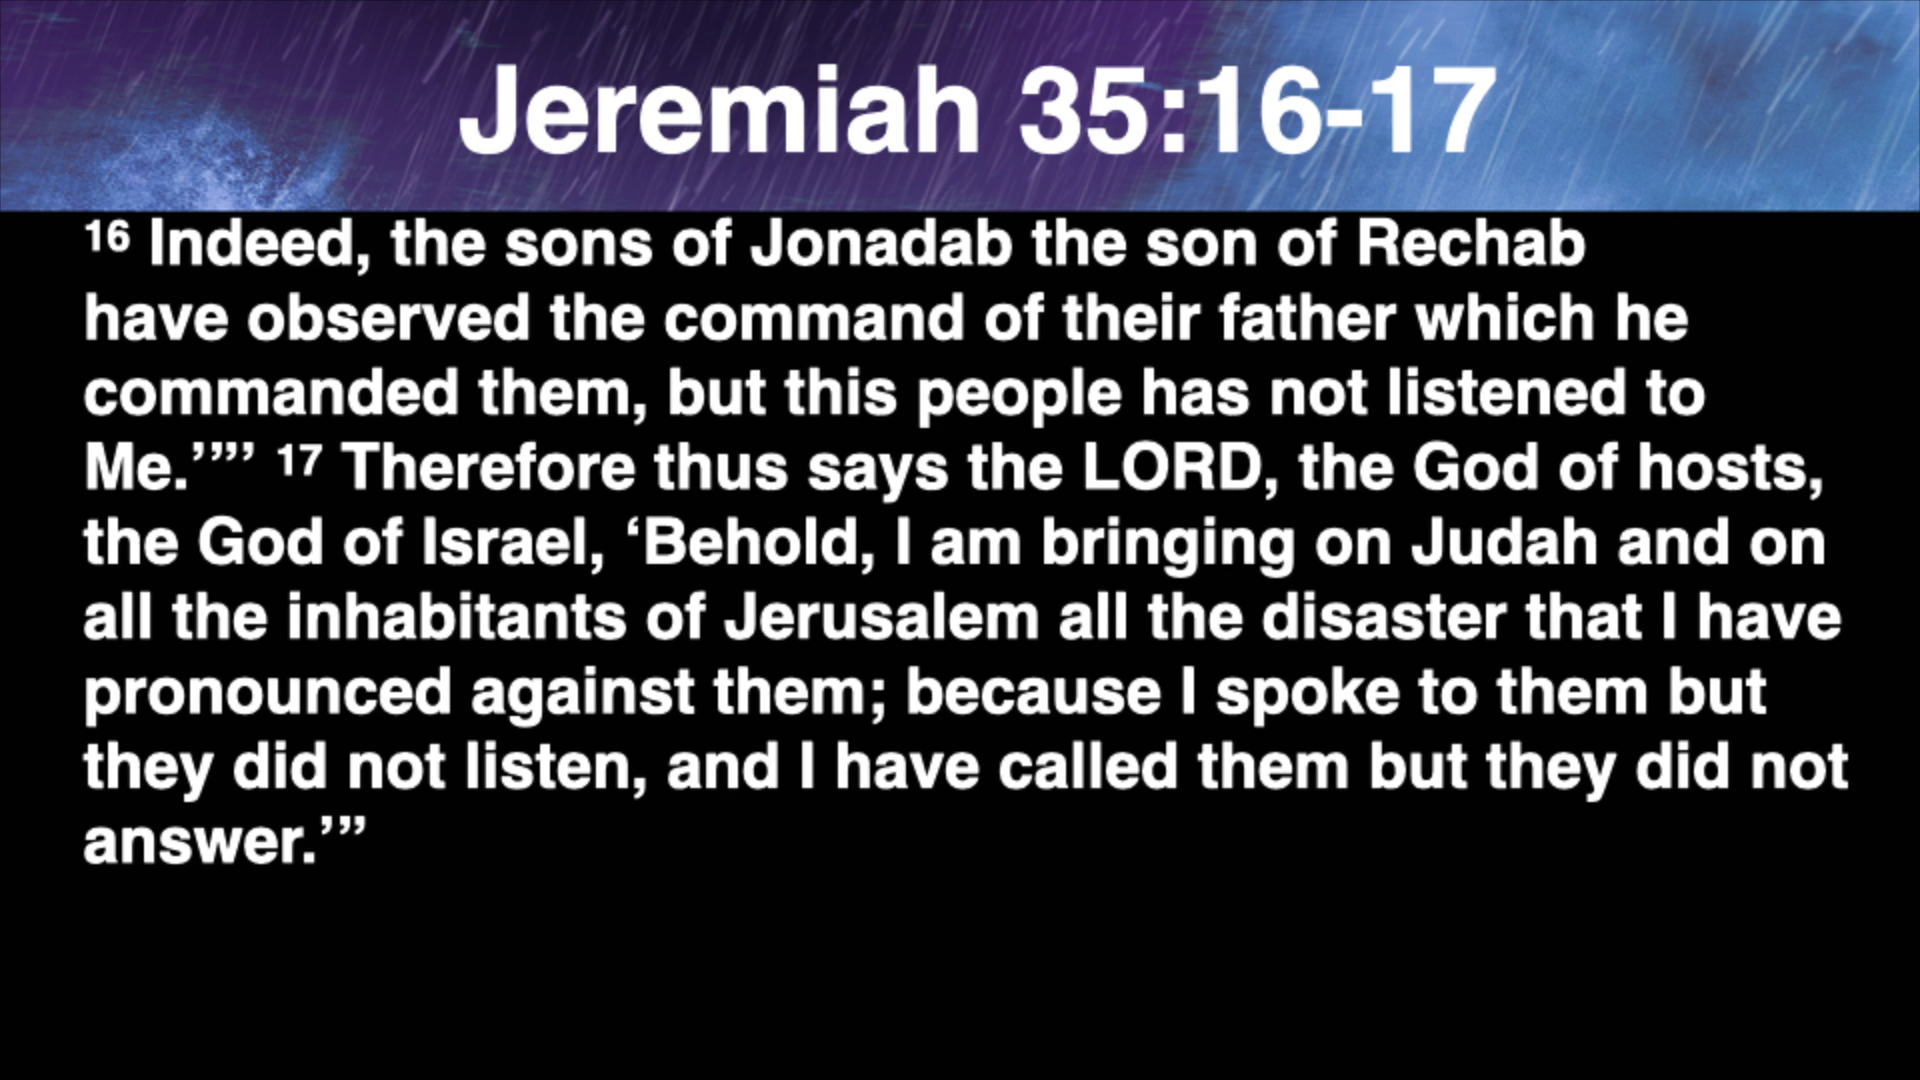 Jeremiah 35:16-17
¹⁶ Indeed, the sons of Jonadab the son of Rechab
have observed the command of their father which he
commanded them, but this people has not listened to
Me.’”’ ¹⁷ Therefore thus says the LORD, the God of hosts,
the God of Israel, ‘Behold, I am bringing on Judah and on
all the inhabitants of Jerusalem all the disaster that I have
pronounced against them; because I spoke to them but
they did not listen, and I have called them but they did not
answer.’”